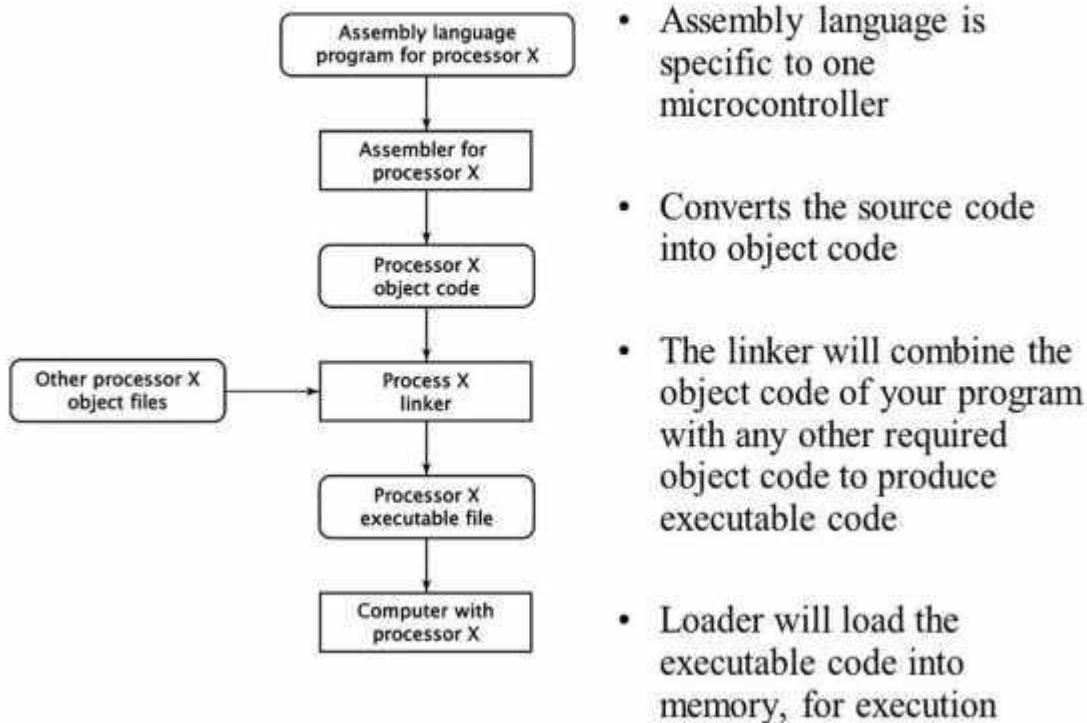 Assembly language
program for processor X
Assembler for
processor X
Processor X
object code
Other processor X
object files
Process X
linker
Processor X
executable file
Computer with
processor X
• Assembly language is
specific to one
microcontroller
• Converts the source code
into object code
• The linker will combine the
object code of your program
with any other required
object code to produce
executable code
• Loader will load the
executable code into
memory, for execution